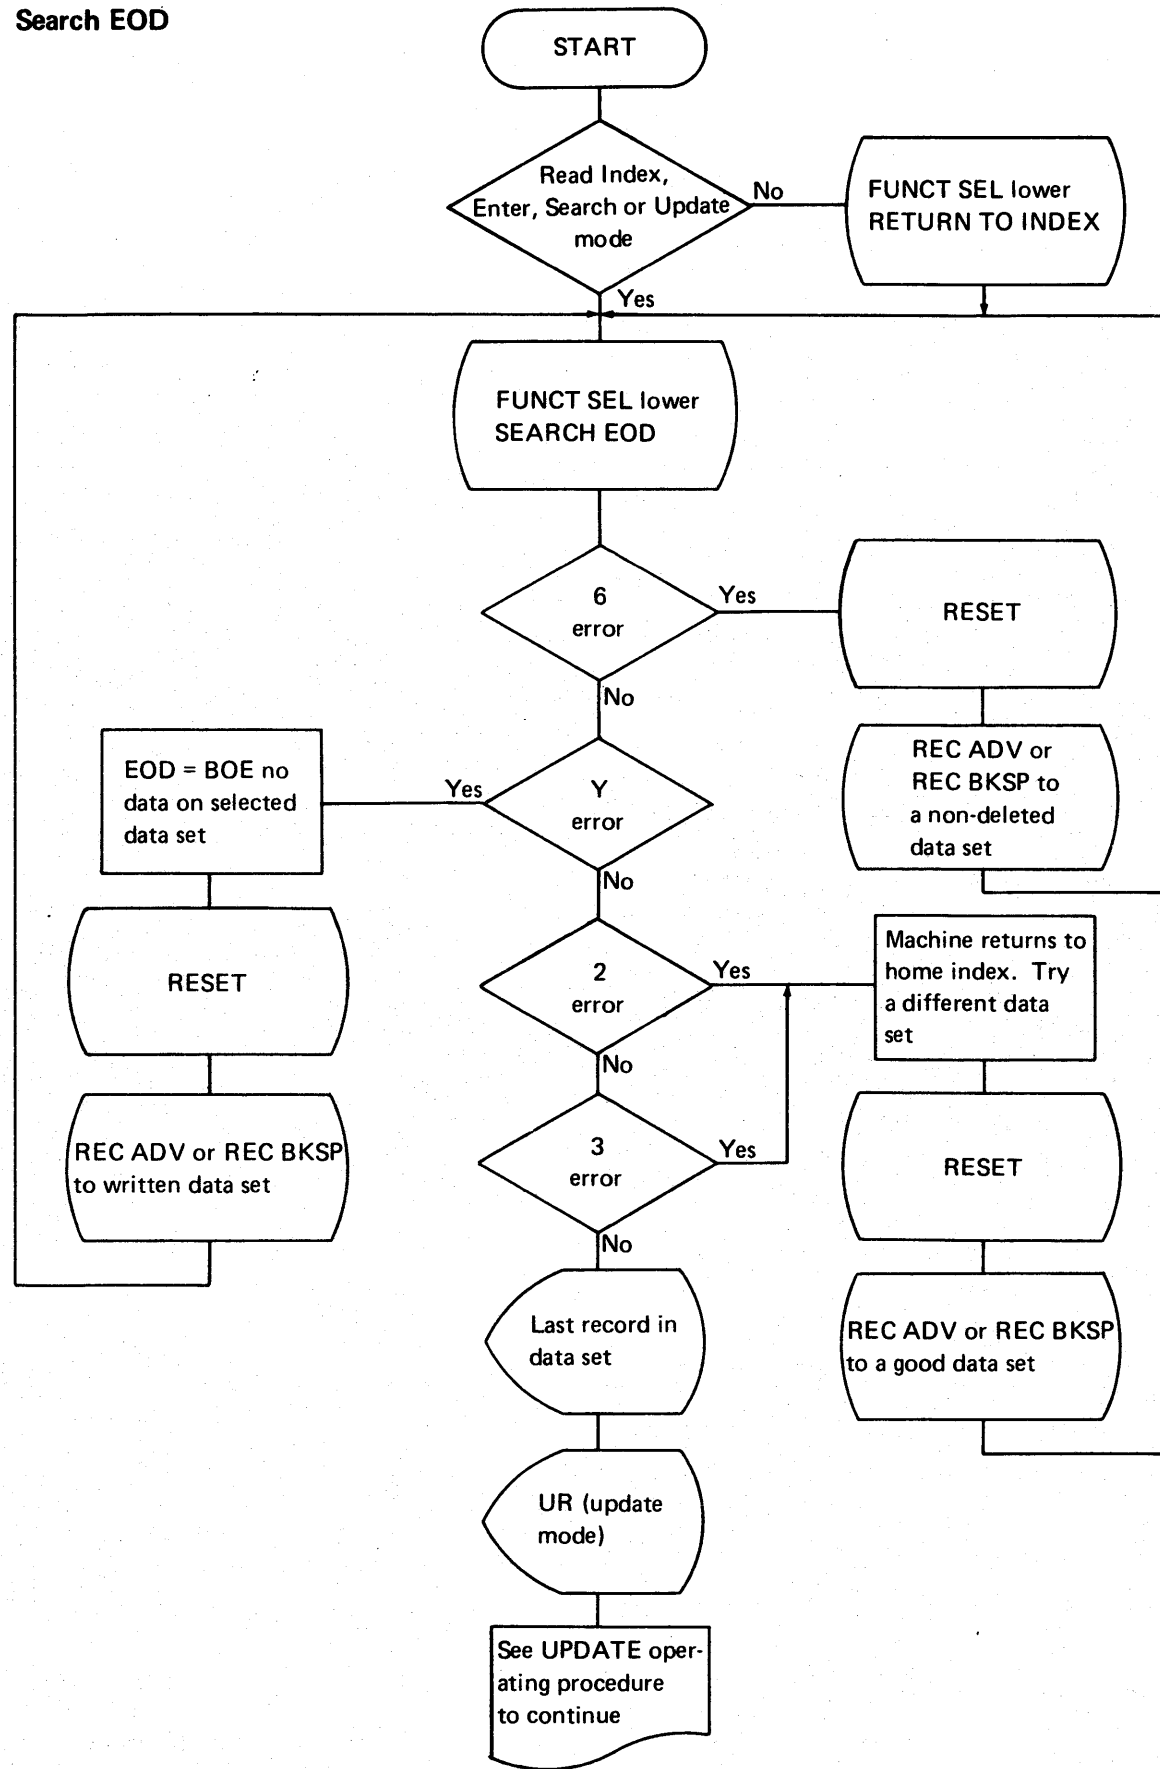 Search EOD
START
Read Index,
Enter, Search or Update
mode
No
FUNCT SEL lower
RETURN TO INDEX
Yes
FUNCT SEL lower
SEARCH EOD
6
error
Yes
RESET
No
REC ADV or
REC BKSP to
a non-deleted
data set
Y
error
Yes
EOD = BOE no
data on selected
data set
No
RESET
2
error
Yes
Machine returns to
home index. Try
a different data
set
No
REC ADV or REC BKSP
to written data set
3
error
Yes
RESET
No
Last record in
data set
REC ADV or REC BKSP
to a good data set
UR (update
mode)
See UPDATE oper-
ating procedure
to continue